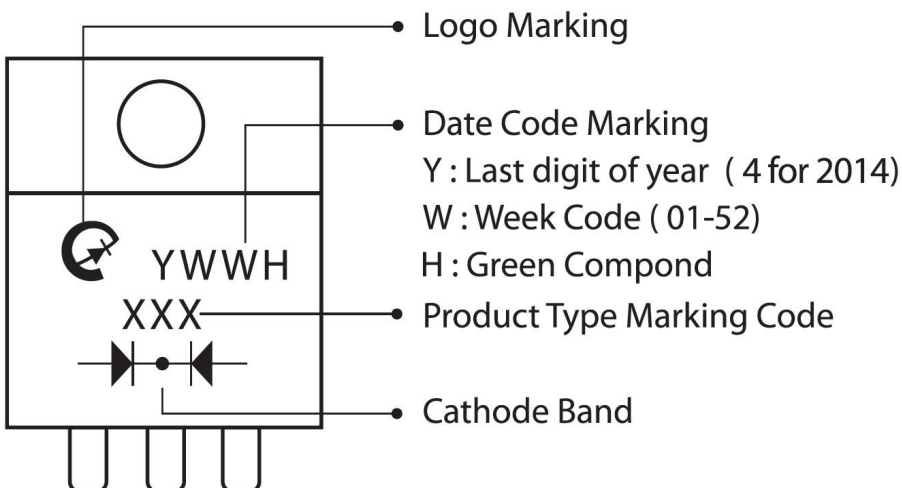 Logo Marking
Date Code Marking
Y : Last digit of year ( 4 for 2014)
W : Week Code ( 01-52)
H : Green Compond
YWWH
XXX
Product Type Marking Code
Cathode Band